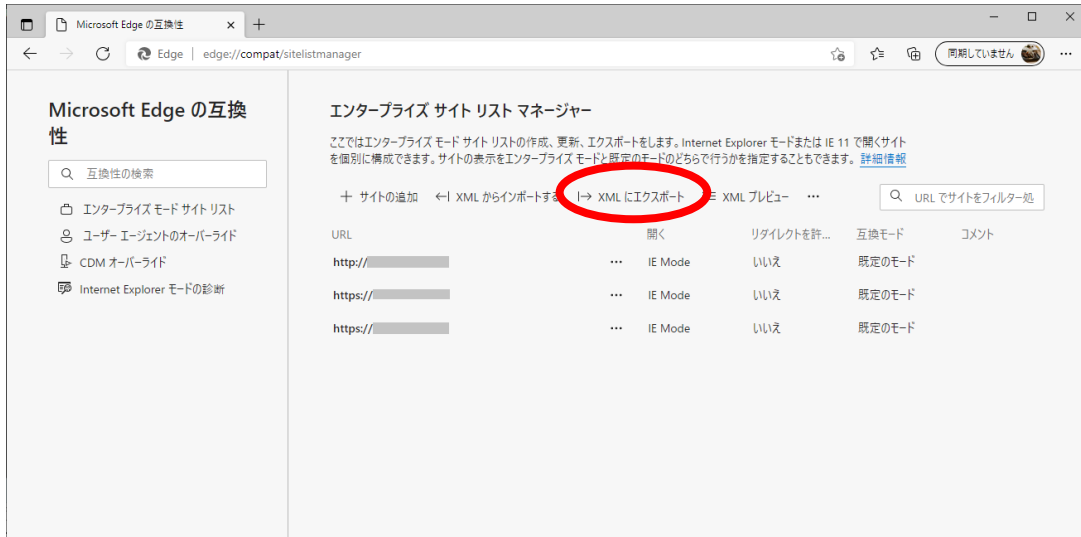 Microsoft Edge の互換性
Edge
edge://compat/sitelistmanager
同期していません
Microsoft Edge の互換
性
互換性の検索
エンタープライズ モード サイト リスト
ユーザー エージェントのオーバーライド
CDM オーバーライド
Internet Explorer モードの診断
エンタープライズ サイト リスト マネージャー
ここではエンタープライズ モード サイト リストの作成、更新、エクスポートをします。Internet Explorer モードまたは IE 11 で開くサイト
を個別に構成できます。サイトの表示をエンタープライズ モードと既定のモードのどちらで行うかを指定することもできます。 詳細情報
サイトの追加 XML からインポートする XML にエクスポート XML プレビュー ... URL でサイトをフィルター処
URL 開く リダイレクトを許... 互換モード コメント
http:// ... IE Mode いいえ 既定のモード
https:// ... IE Mode いいえ 既定のモード
https:// ... IE Mode いいえ 既定のモード